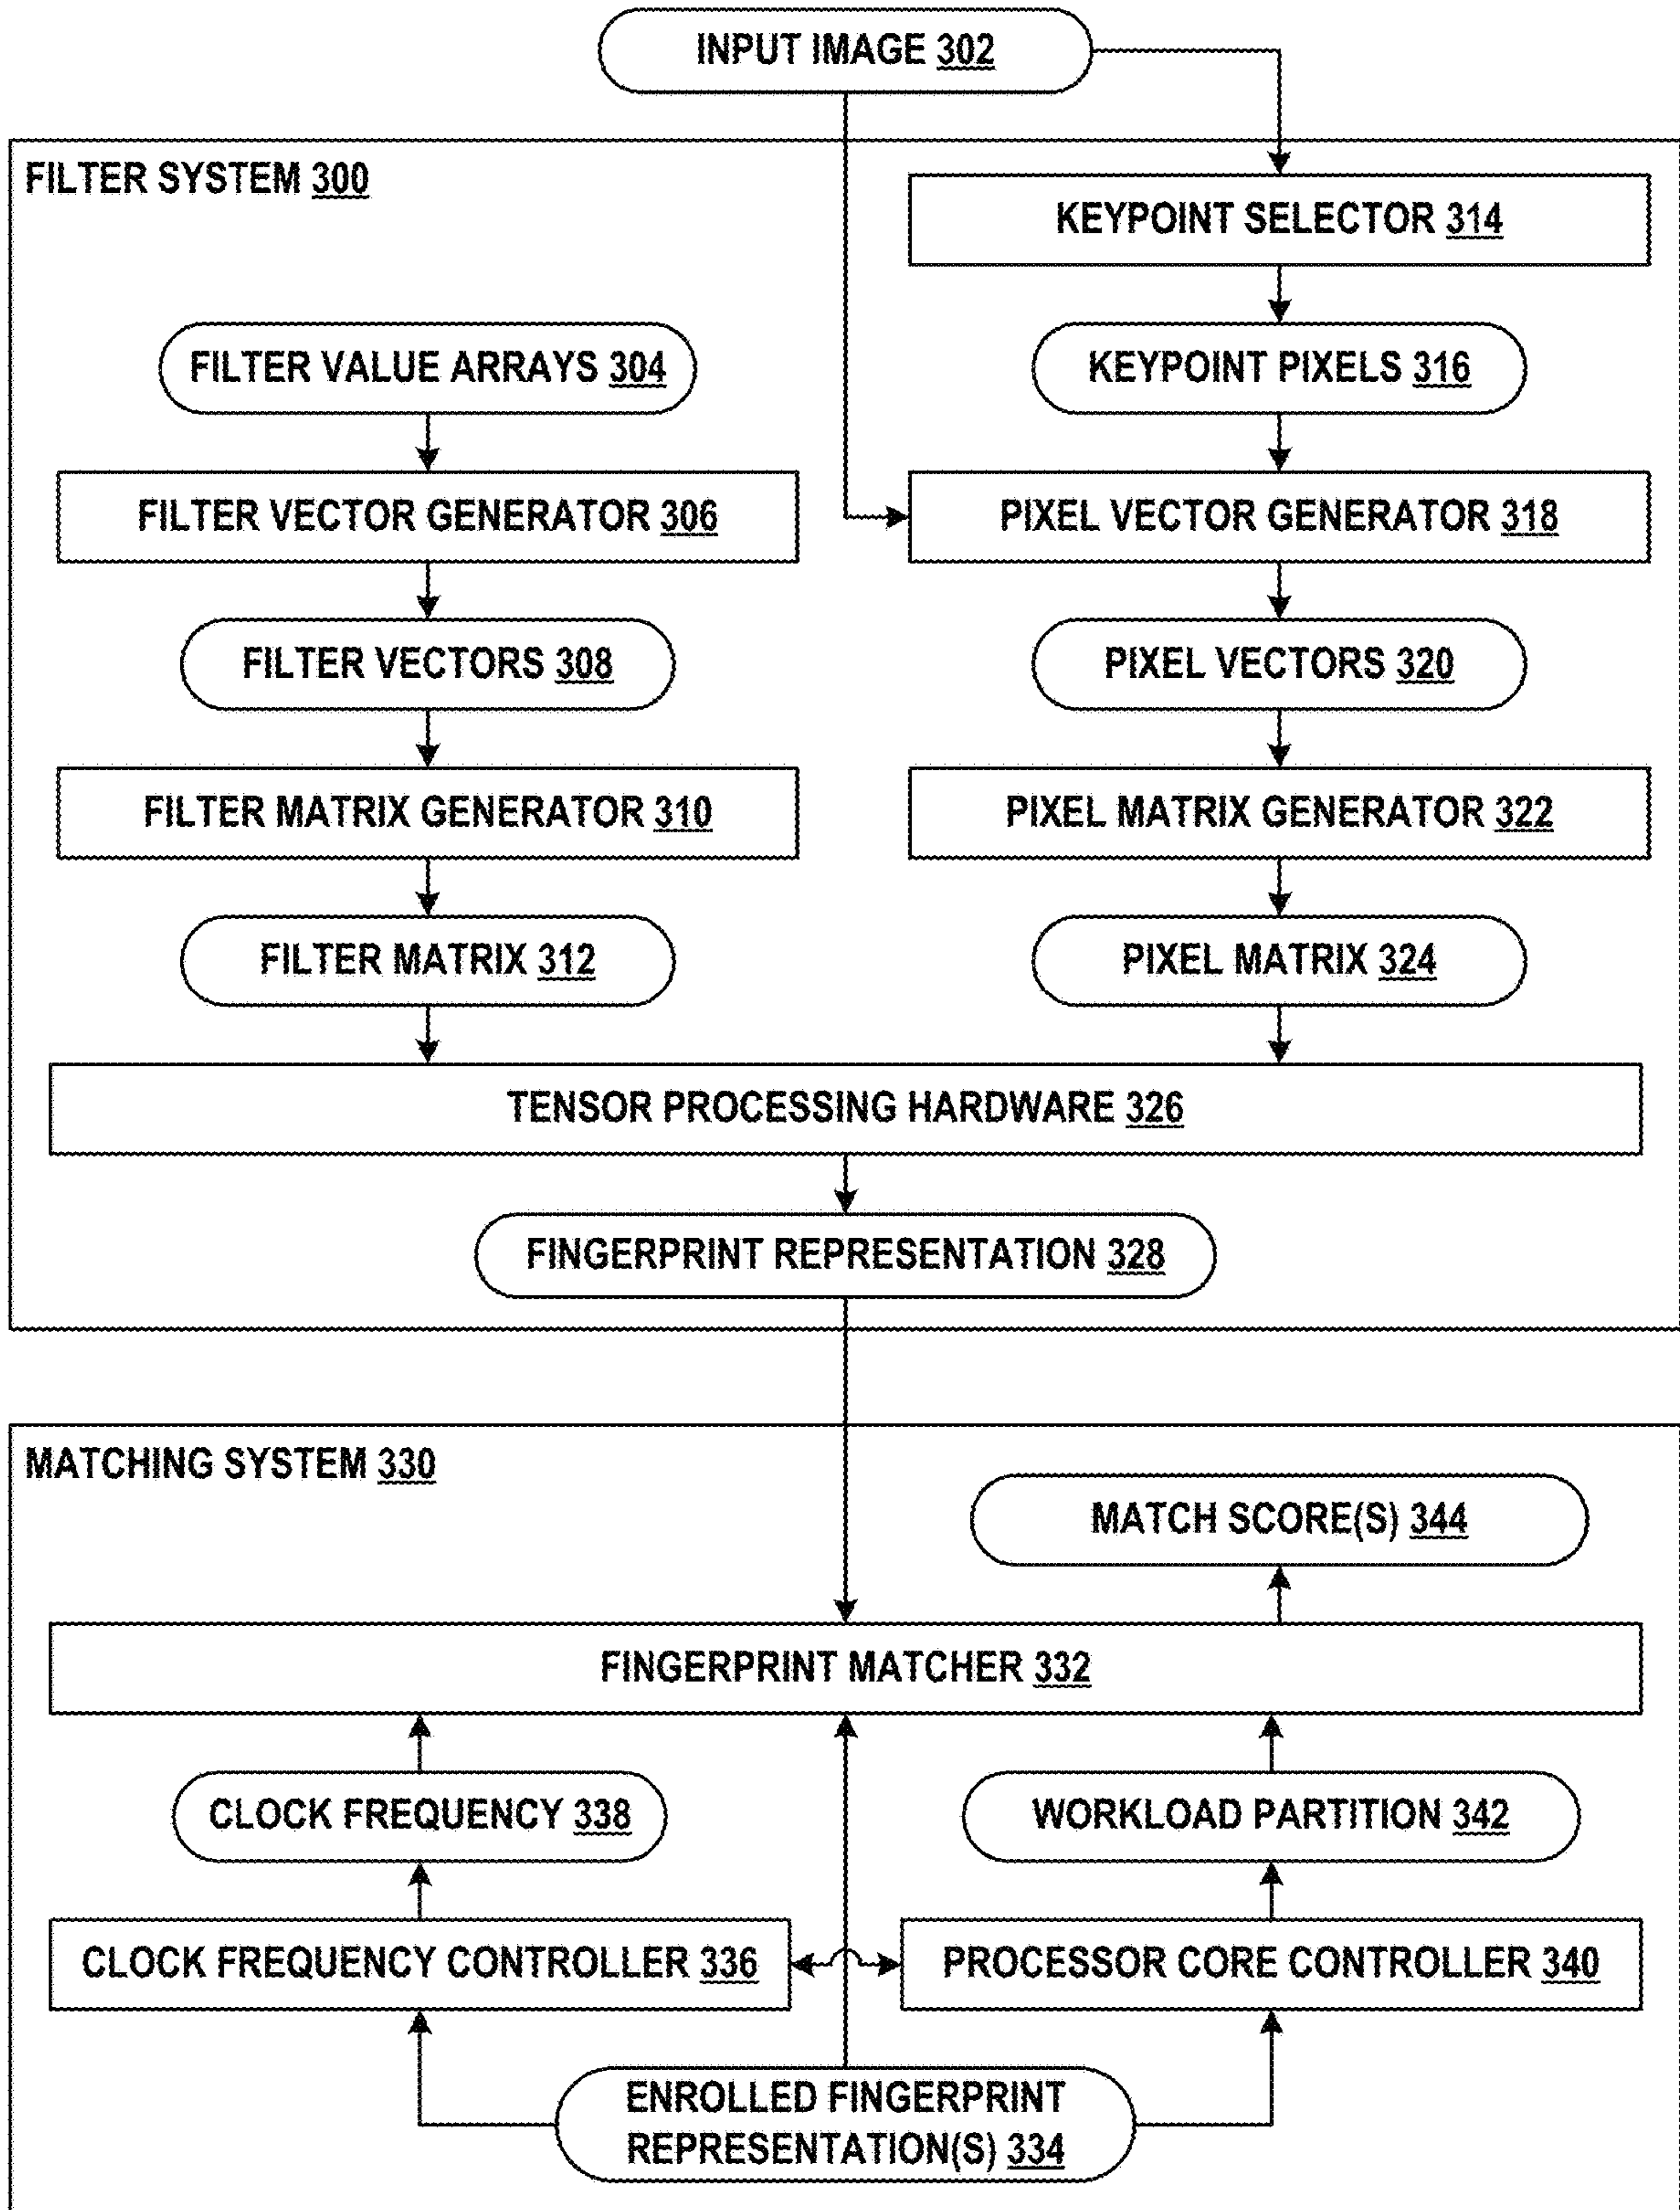 INPUT IMAGE 302
FILTER SYSTEM 300
KEYPOINT SELECTOR 314
FILTER VALUE ARRAYS 304
KEYPOINT PIXELS 316
FILTER VECTOR GENERATOR 306
PIXEL VECTOR GENERATOR 318
FILTER VECTORS 308
PIXEL VECTORS 320
FILTER MATRIX GENERATOR 310
PIXEL MATRIX GENERATOR 322
FILTER MATRIX 312
PIXEL MATRIX 324
TENSOR PROCESSING HARDWARE 326
FINGERPRINT REPRESENTATION 328
MATCHING SYSTEM 330
MATCH SCORE(S) 344
FINGERPRINT MATCHER 332
CLOCK FREQUENCY 338
WORKLOAD PARTITION 342
CLOCK FREQUENCY CONTROLLER 336
PROCESSOR CORE CONTROLLER 340
ENROLLED FINGERPRINT
REPRESENTATION(S) 334